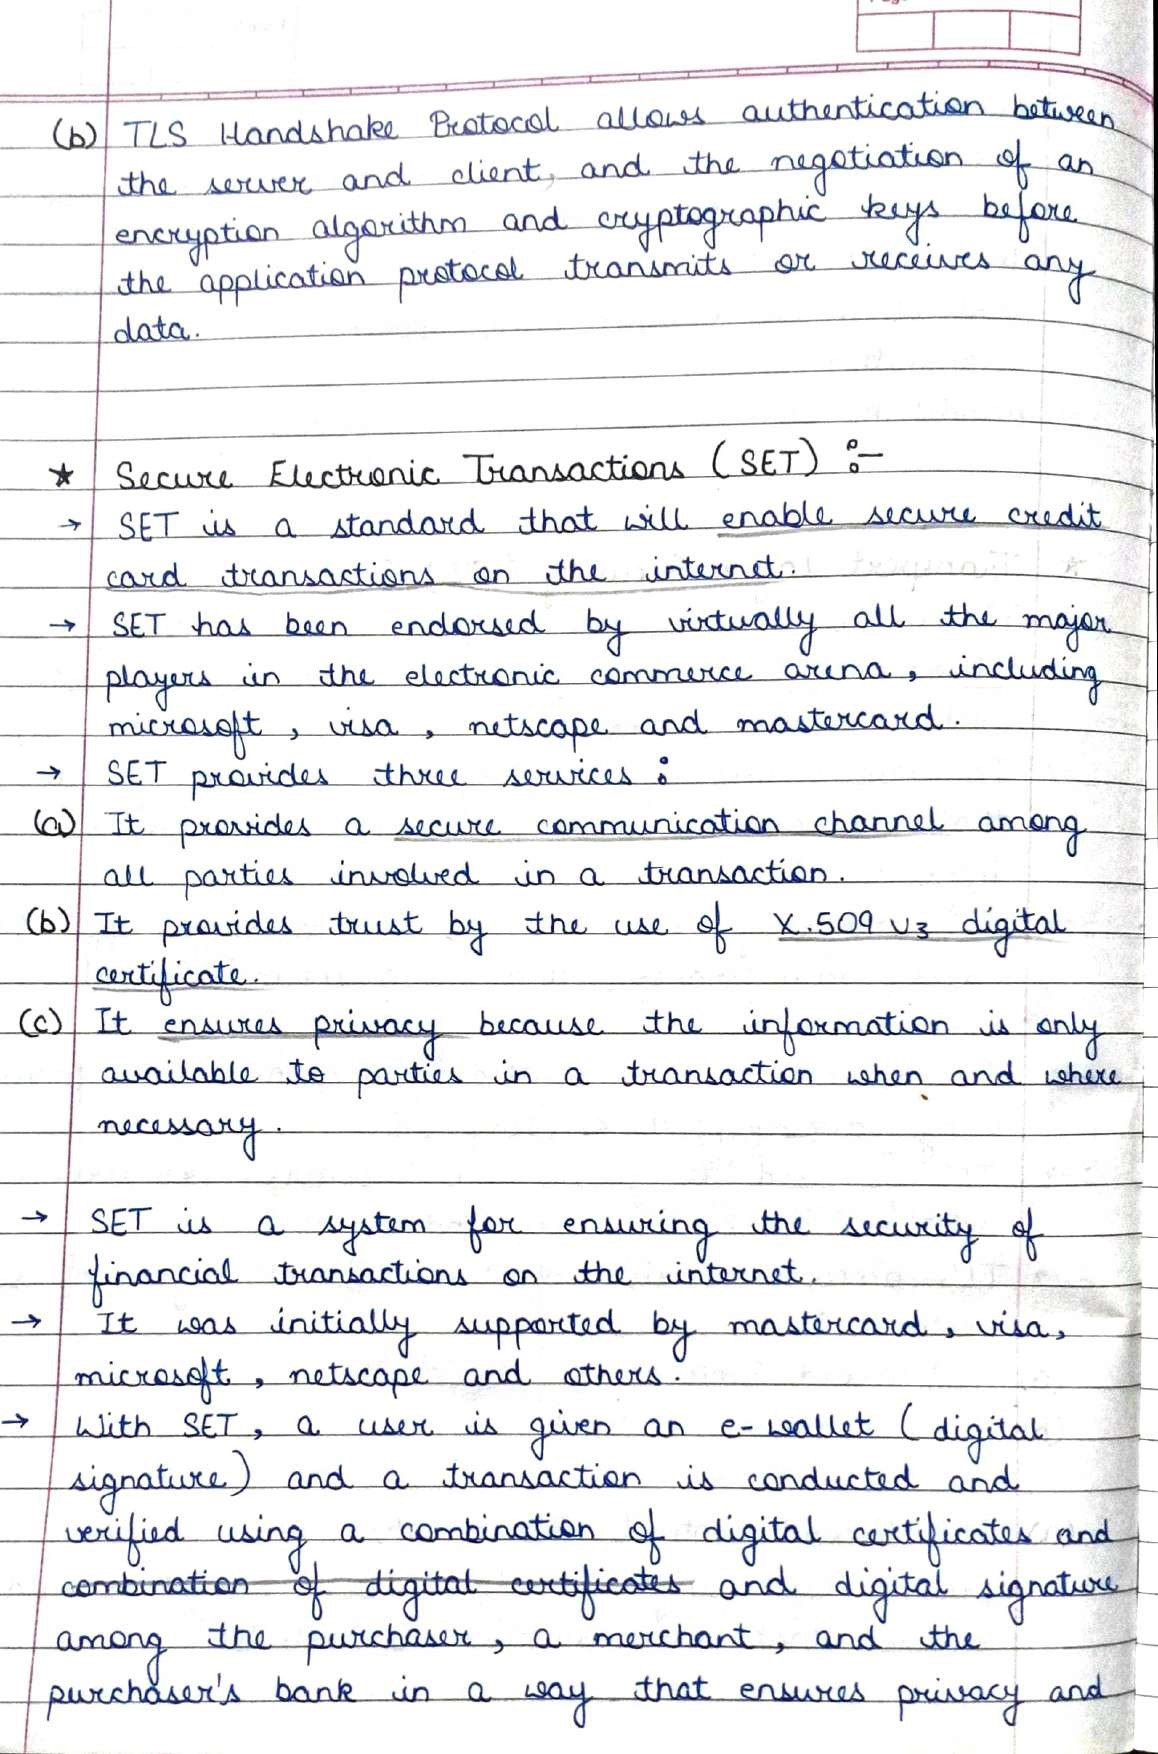 (b) TLS Handshake Protocol allows authentication between
the server and client, and the negotiation of an
encryption algorithm and cryptographic keys before
the application protocol transmits or receives any
data.
★ Secure Electronic Transactions (SET) :-
→ SET is a standard that will enable secure credit
card transactions on the internet.
→ SET has been endorsed by virtually all the major
players in the electronic commerce arena, including
microsoft, visa, netscape and mastercard.
→ SET provides three services :
(a) It provides a secure communication channel among
all parties involved in a transaction.
(b) It provides trust by the use of X.509 v3 digital
certificate.
(c) It ensures privacy because the information is only
available to parties in a transaction when and where
necessary.
→ SET is a system for ensuring the security of
financial transactions on the internet.
→ It was initially supported by mastercard, visa,
microsoft, netscape and others.
→ With SET, a user is given an e-wallet (digital
signature) and a transaction is conducted and
verified using a combination of digital certificates and
combination of digital certificates and digital signature
among the purchaser, a merchant, and the
purchaser's bank in a way that ensures privacy and